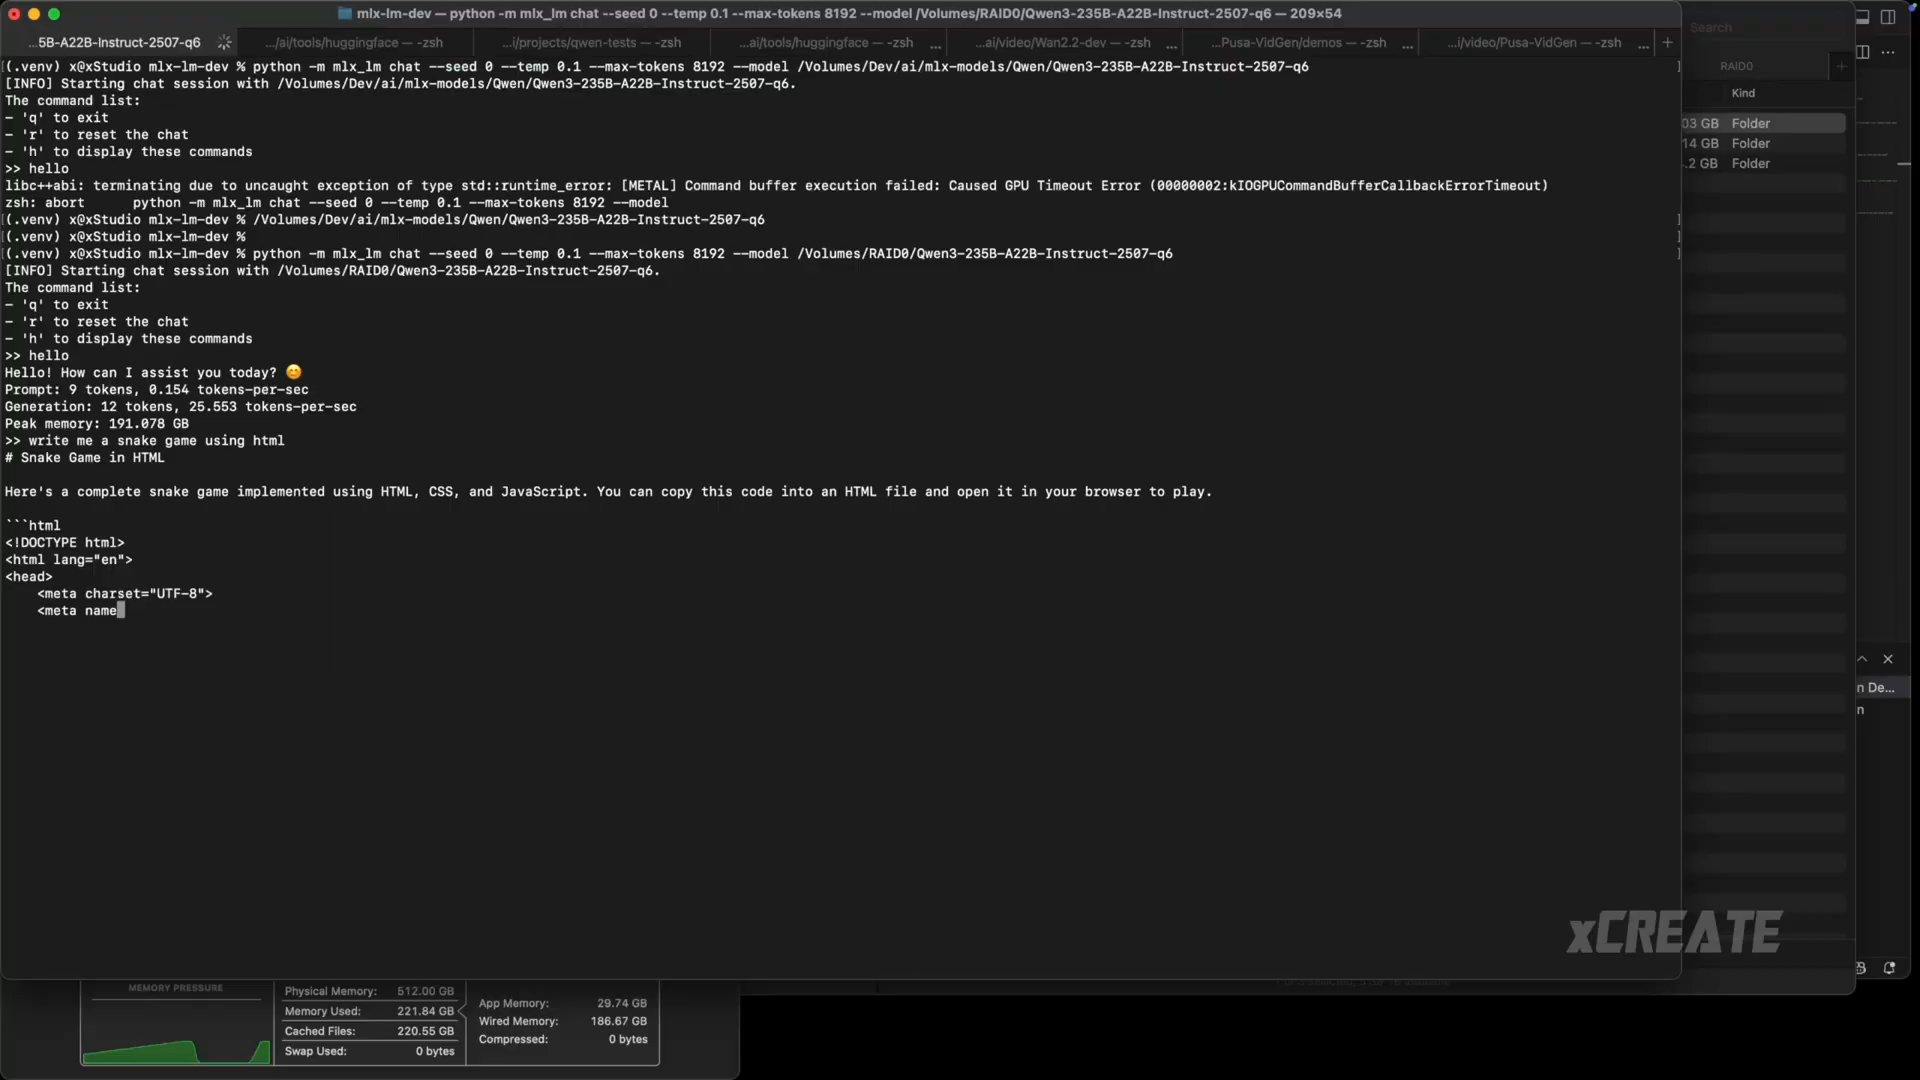 mlx-lm-dev — python -m mlx_lm chat --seed 0 --temp 0.1 --max-tokens 8192 --model /Volumes/RAID0/Qwen3-235B-A22B-Instruct-2507-q6 — 209×54
...5B-A22B-Instruct-2507-q6 .../ai/tools/huggingface — -zsh ...i/projects/qwen-tests — -zsh ...ai/tools/huggingface — -zsh ... ...ai/video/Wan2.2-dev — -zsh ... ...Pusa-VidGen/demos — -zsh ... ...i/video/Pusa-VidGen — -zsh ... +
(.venv) x@xStudio mlx-lm-dev % python -m mlx_lm chat --seed 0 --temp 0.1 --max-tokens 8192 --model /Volumes/Dev/ai/mlx-models/Qwen/Qwen3-235B-A22B-Instruct-2507-q6
[INFO] Starting chat session with /Volumes/Dev/ai/mlx-models/Qwen/Qwen3-235B-A22B-Instruct-2507-q6.
The command list:
- 'q' to exit
- 'r' to reset the chat
- 'h' to display these commands
>> hello
libc++abi: terminating due to uncaught exception of type std::runtime_error: [METAL] Command buffer execution failed: Caused GPU Timeout Error (00000002:kIOGPUCommandBufferCallbackErrorTimeout)
zsh: abort      python -m mlx_lm chat --seed 0 --temp 0.1 --max-tokens 8192 --model
(.venv) x@xStudio mlx-lm-dev % /Volumes/Dev/ai/mlx-models/Qwen/Qwen3-235B-A22B-Instruct-2507-q6
(.venv) x@xStudio mlx-lm-dev %
(.venv) x@xStudio mlx-lm-dev % python -m mlx_lm chat --seed 0 --temp 0.1 --max-tokens 8192 --model /Volumes/RAID0/Qwen3-235B-A22B-Instruct-2507-q6
[INFO] Starting chat session with /Volumes/RAID0/Qwen3-235B-A22B-Instruct-2507-q6.
The command list:
- 'q' to exit
- 'r' to reset the chat
- 'h' to display these commands
>> hello
Hello! How can I assist you today? 😊
Prompt: 9 tokens, 0.154 tokens-per-sec
Generation: 12 tokens, 25.553 tokens-per-sec
Peak memory: 191.078 GB
>> write me a snake game using html
# Snake Game in HTML
Here's a complete snake game implemented using HTML, CSS, and JavaScript. You can copy this code into an HTML file and open it in your browser to play.
```html
<!DOCTYPE html>
<html lang="en">
<head>
    <meta charset="UTF-8">
    <meta name
Search
RAID0 +
Kind
03 GB Folder
14 GB Folder
.2 GB Folder
n De...
n
xCREATE
MEMORY PRESSURE
Physical Memory: 512.00 GB
Memory Used: 221.84 GB
Cached Files: 220.55 GB
Swap Used: 0 bytes
App Memory: 29.74 GB
Wired Memory: 186.67 GB
Compressed: 0 bytes